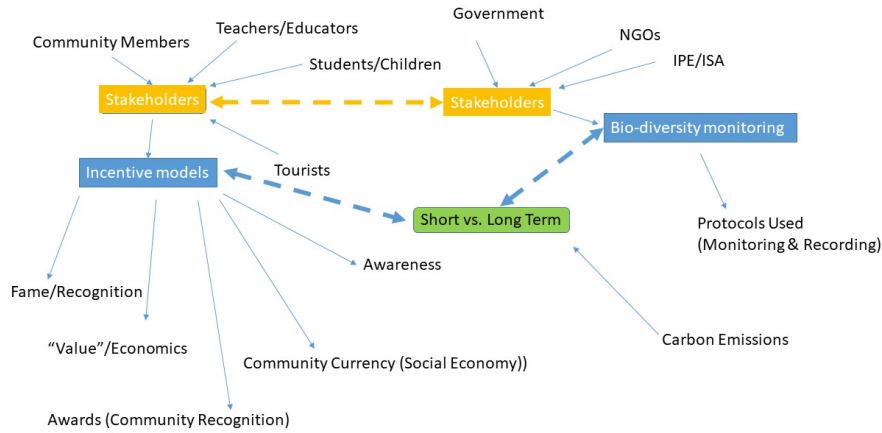 Government
Teachers/Educators
Community Members
NGOs
Students/Children
IPE/ISA
Stakeholders
Stakeholders
Bio-diversity monitoring
Incentive models
Tourists
Short vs. Long Term
Protocols Used
(Monitoring & Recording)
Awareness
Fame/Recognition
"Value"/Economics
Carbon Emissions
Community Currency (Social Economy))
Awards (Community Recognition)